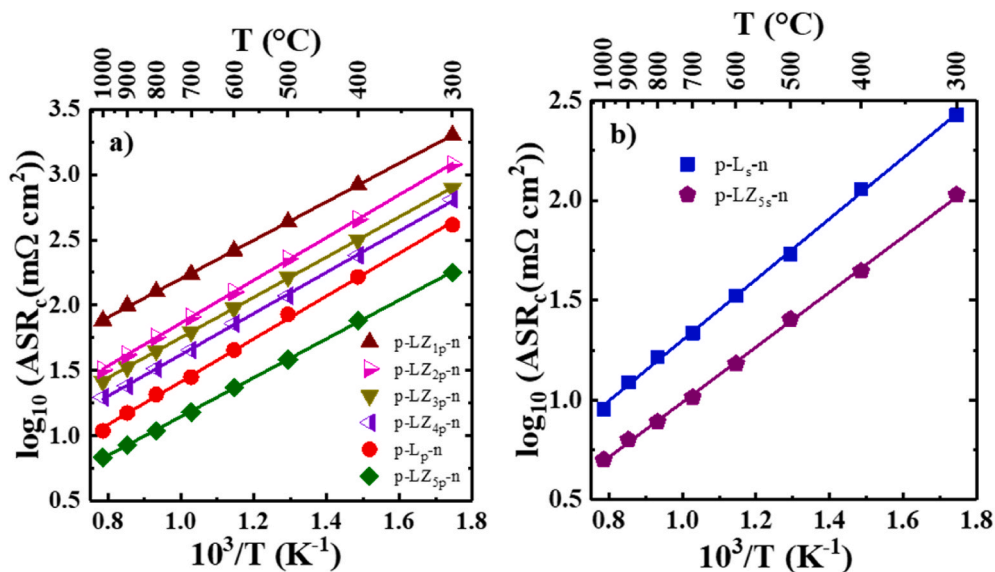 T (°C)
1000 900 800 700 600 500 400 300
log₁₀ (ASR_c(mΩ cm²))
3.5
3.0
2.5
2.0
1.5
1.0
0.5
a)
p-LZ₁ₚ-n
p-LZ₂ₚ-n
p-LZ₃ₚ-n
p-LZ₄ₚ-n
p-Lₚ-n
p-LZ₅ₚ-n
0.8 1.0 1.2 1.4 1.6 1.8
10³/T (K⁻¹)
T (°C)
1000 900 800 700 600 500 400 300
log₁₀ (ASR_c(mΩ cm²))
2.5
2.0
1.5
1.0
0.5
b)
p-Lₛ-n
p-LZ₅ₛ-n
0.8 1.0 1.2 1.4 1.6 1.8
10³/T (K⁻¹)